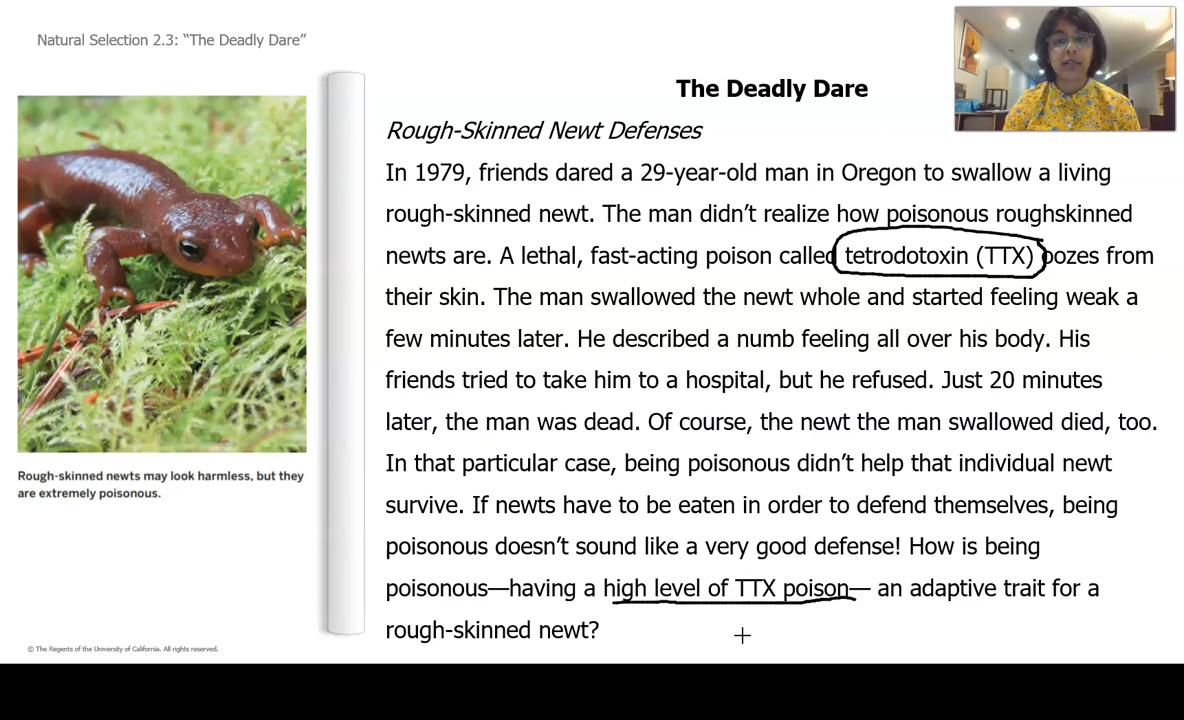 Natural Selection 2.3: “The Deadly Dare”
The Deadly Dare
Rough-Skinned Newt Defenses
In 1979, friends dared a 29-year-old man in Oregon to swallow a living
rough-skinned newt. The man didn’t realize how poisonous roughskinned
newts are. A lethal, fast-acting poison called tetrodotoxin (TTX) oozes from
their skin. The man swallowed the newt whole and started feeling weak a
few minutes later. He described a numb feeling all over his body. His
friends tried to take him to a hospital, but he refused. Just 20 minutes
later, the man was dead. Of course, the newt the man swallowed died, too.
In that particular case, being poisonous didn’t help that individual newt
survive. If newts have to be eaten in order to defend themselves, being
poisonous doesn’t sound like a very good defense! How is being
poisonous—having a high level of TTX poison— an adaptive trait for a
rough-skinned newt?
Rough-skinned newts may look harmless, but they
are extremely poisonous.
© The Regents of the University of California. All rights reserved.